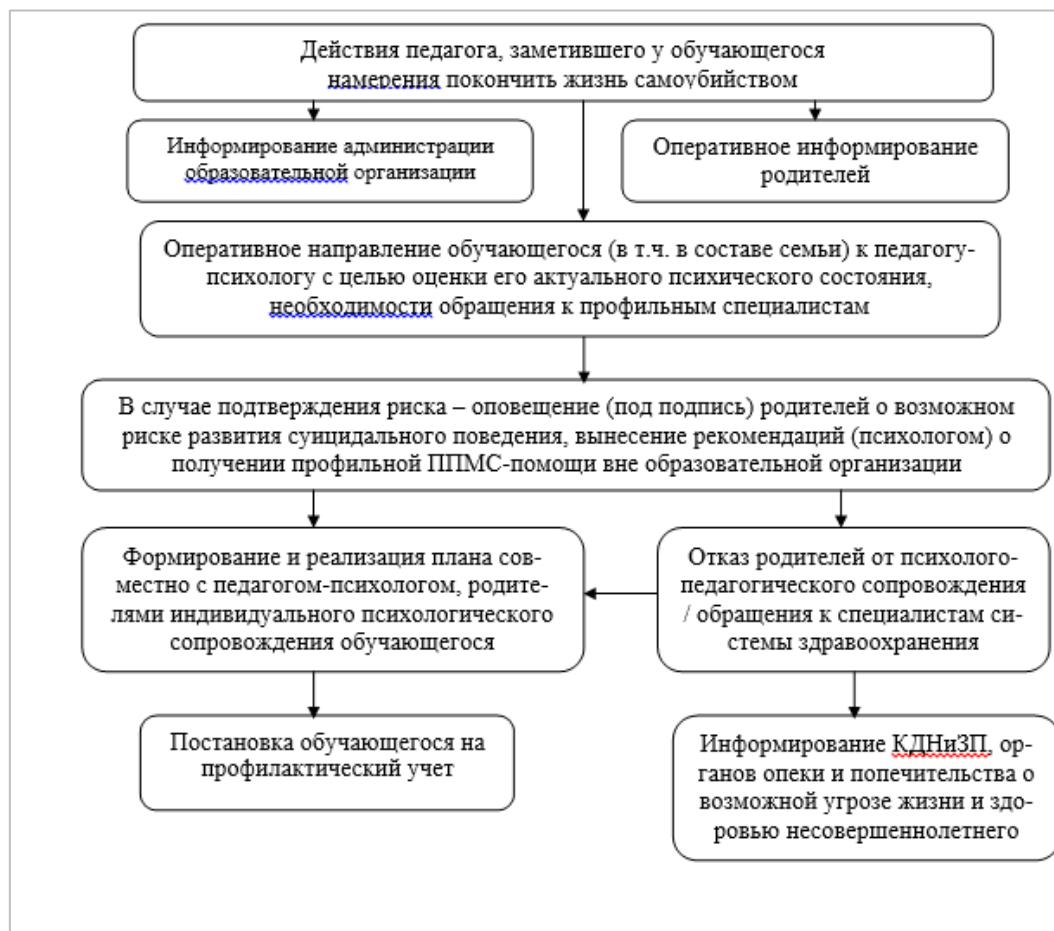 Действия педагога, заметившего у обучающегося
намерения покончить жизнь самоубийством
Информирование администрации
образовательной организации
Оперативное информирование
родителей
Оперативное направление обучающегося (в т.ч. в составе семьи) к педагогу-
психологу с целью оценки его актуального психического состояния,
необходимости обращения к профильным специалистам
В случае подтверждения риска – оповещение (под подпись) родителей о возможном
риске развития суицидального поведения, вынесение рекомендаций (психологом) о
получении профильной ППМС-помощи вне образовательной организации
Формирование и реализация плана сов-
местно с педагогом-психологом, родите-
лями индивидуального психологического
сопровождения обучающегося
Отказ родителей от психолого-
педагогического сопровождения
/ обращения к специалистам си-
стемы здравоохранения
Постановка обучающегося на
профилактический учет
Информирование КДНиЗП, ор-
ганов опеки и попечительства о
возможной угрозе жизни и здо-
ровью несовершеннолетнего